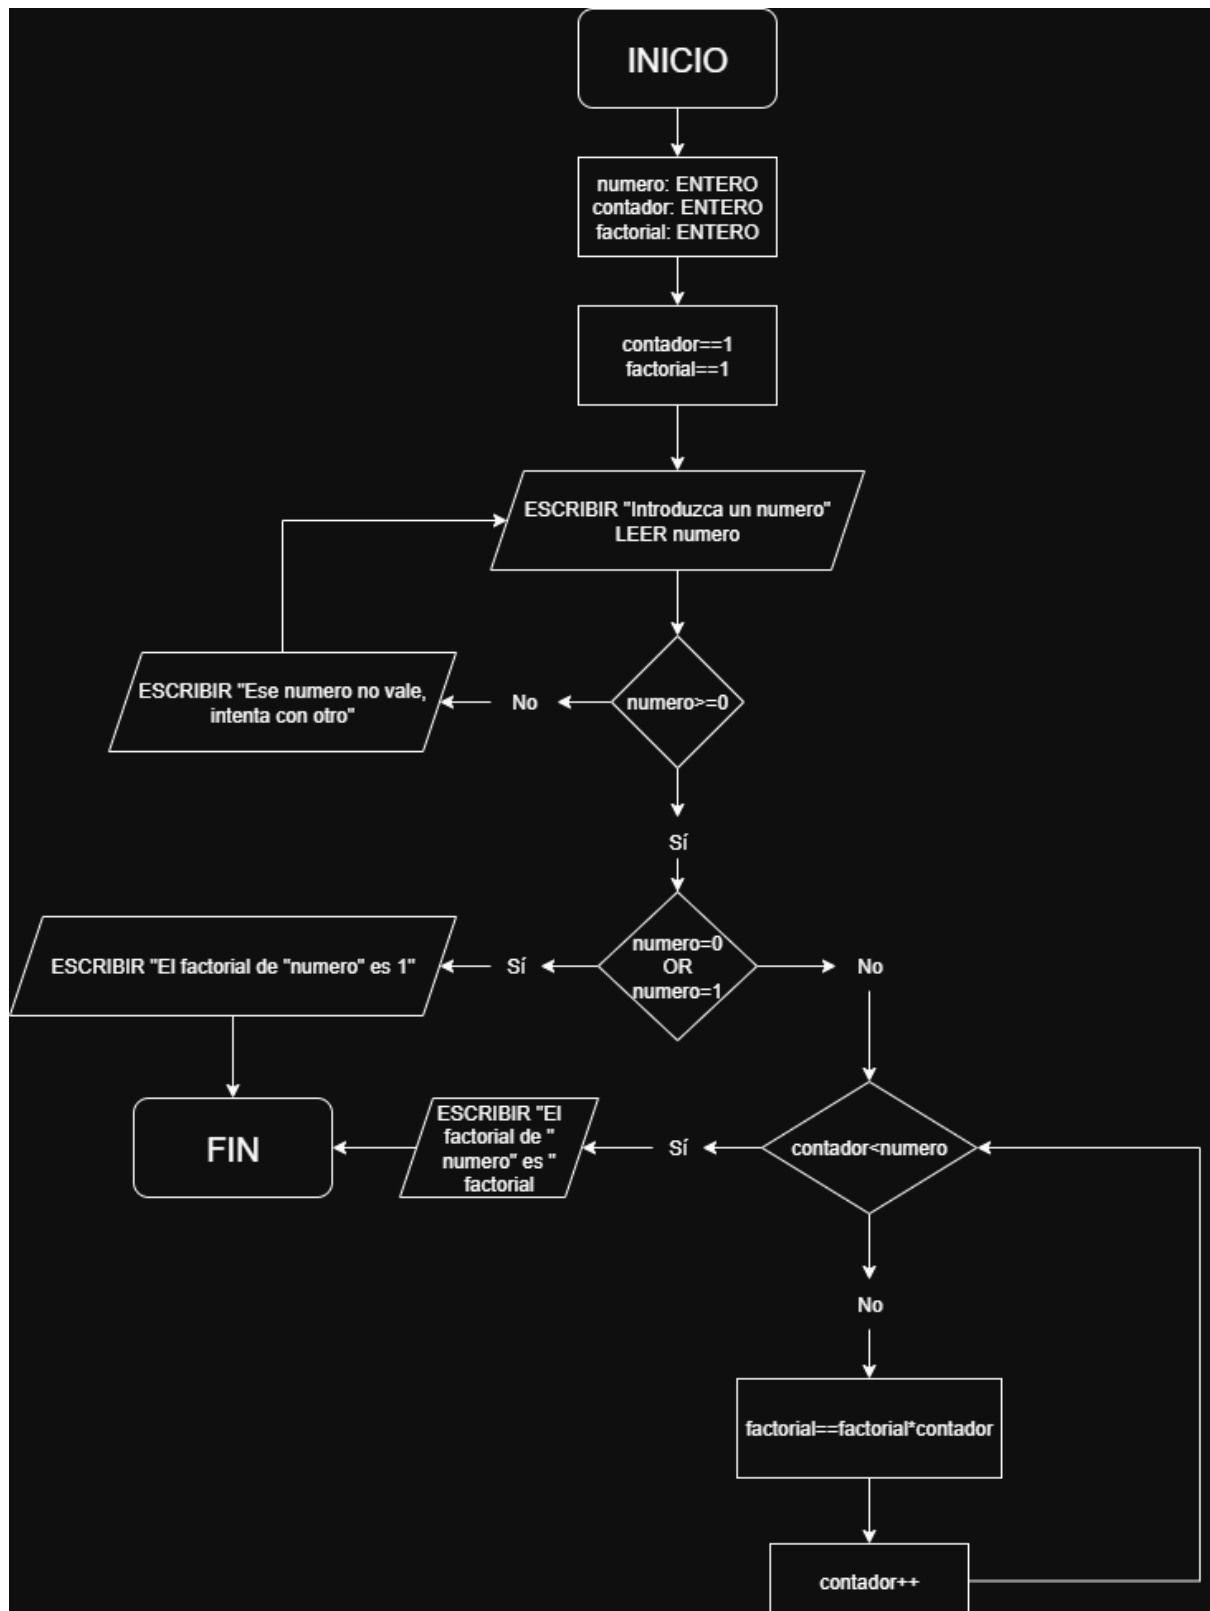 INICIO
numero: ENTERO
contador: ENTERO
factorial: ENTERO
contador==1
factorial==1
ESCRIBIR "Introduzca un numero"
LEER numero
ESCRIBIR "Ese numero no vale,
intenta con otro"
No
numero>=0
Sí
ESCRIBIR "El factorial de "numero" es 1"
Sí
numero=0
OR
numero=1
No
FIN
ESCRIBIR "El
factorial de "
numero" es "
factorial
Sí
contador<numero
No
factorial==factorial*contador
contador++